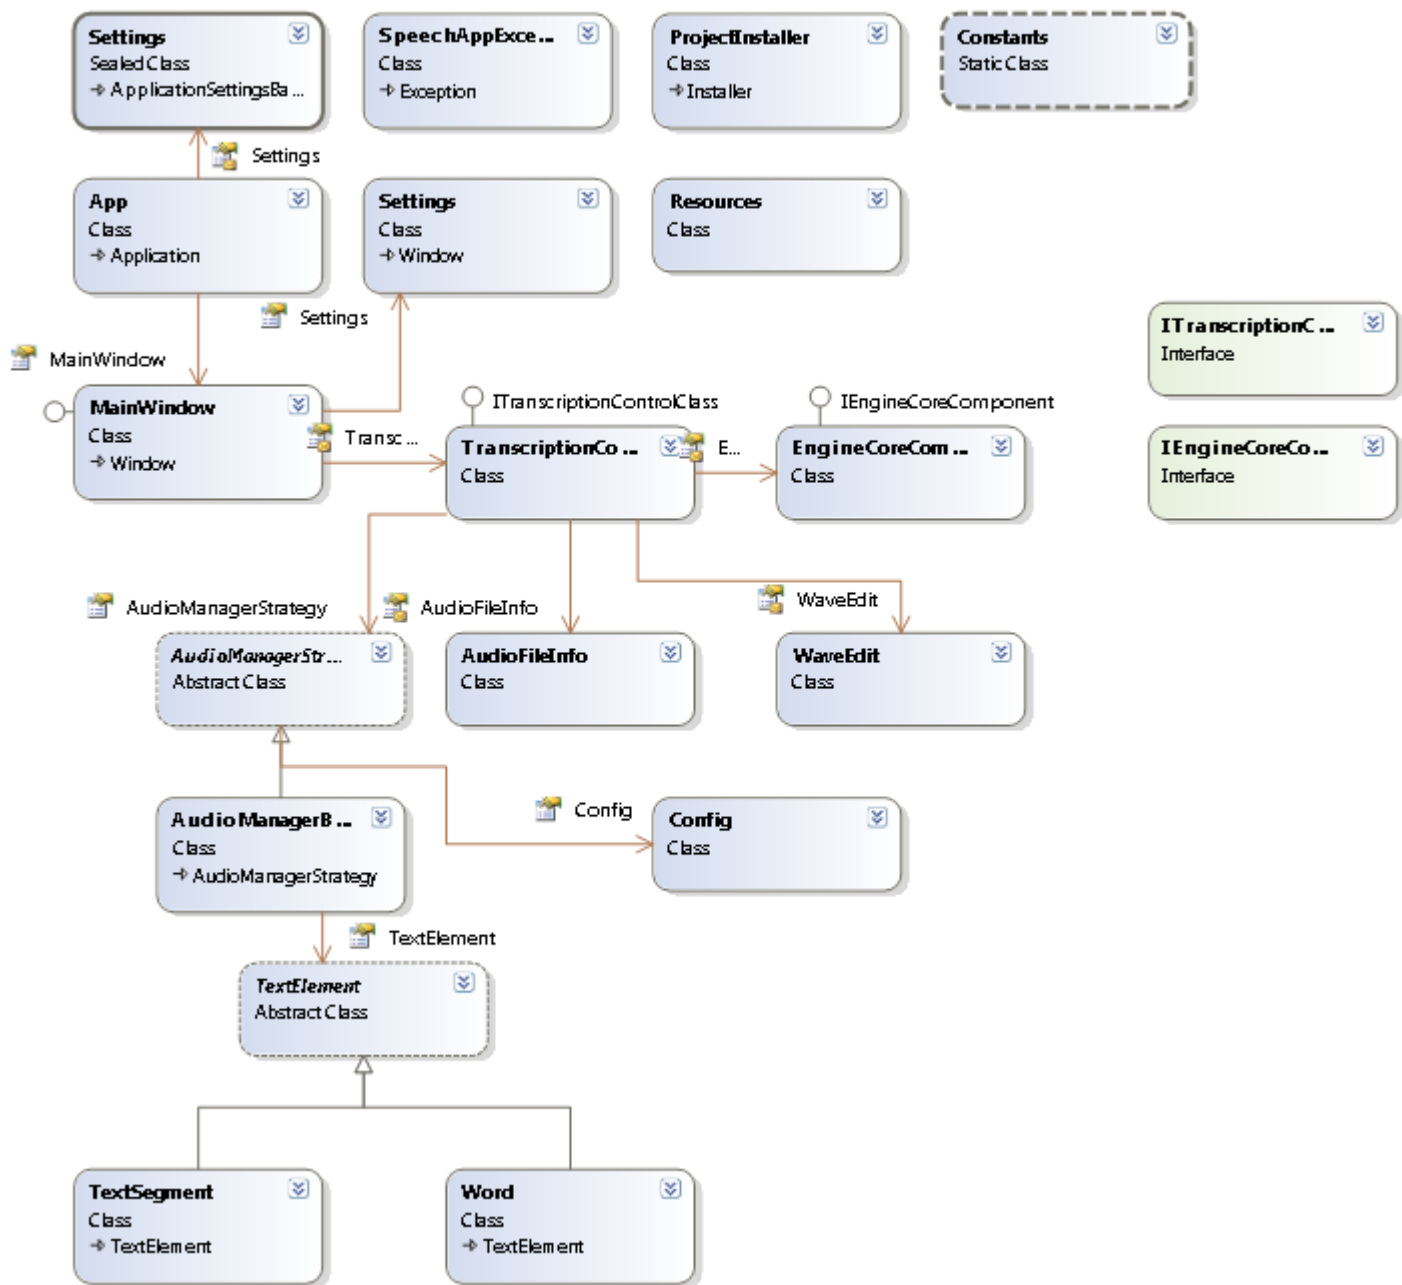 Settings
Sealed Class
ApplicationSettingsBa...
SpeechAppExce...
Class
Exception
ProjectInstaller
Class
Installer
Constants
Static Class
Settings
App
Class
Application
Settings
Class
Window
Resources
Class
Settings
MainWindow
ITranscriptionC...
Interface
MainWindow
Class
Window
Transc...
ITranscriptionControlClass
TranscriptionCo...
Class
E...
IEngineCoreComponent
EngineCoreCom...
Class
IEngineCoreCo...
Interface
AudioManagerStrategy
AudioFileInfo
WaveEdit
AudioManagerStr...
Abstract Class
AudioFileInfo
Class
WaveEdit
Class
AudioManagerB...
Class
AudioManagerStrategy
Config
Config
Class
TextElement
TextElement
Abstract Class
TextSegment
Class
TextElement
Word
Class
TextElement